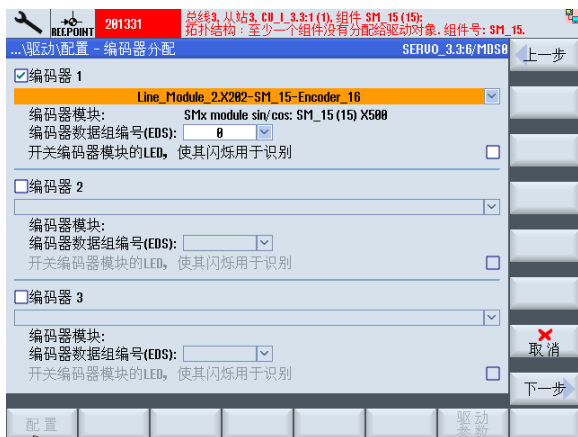 REF.POINT
201331
总线3, 从站3, CU_I_3.3:1 (1), 组件 SM_15 (15):
拓扑结构 : 至少一个组件没有分配给驱动对象. 组件号: SM_15.
...\驱动\配置 - 编码器分配
SERVO_3.3:6/MDS0
上一步
编码器 1
Line_Module_2.X202-SM_15-Encoder_16
编码器模块:
SMx module sin/cos: SM_15 (15) X500
编码器数据组编号(EDS):
0
开关编码器模块的LED, 使其闪烁用于识别
编码器 2
编码器模块:
编码器数据组编号(EDS):
开关编码器模块的LED, 使其闪烁用于识别
编码器 3
编码器模块:
编码器数据组编号(EDS):
开关编码器模块的LED, 使其闪烁用于识别
取消
下一步
配置
驱动
参数